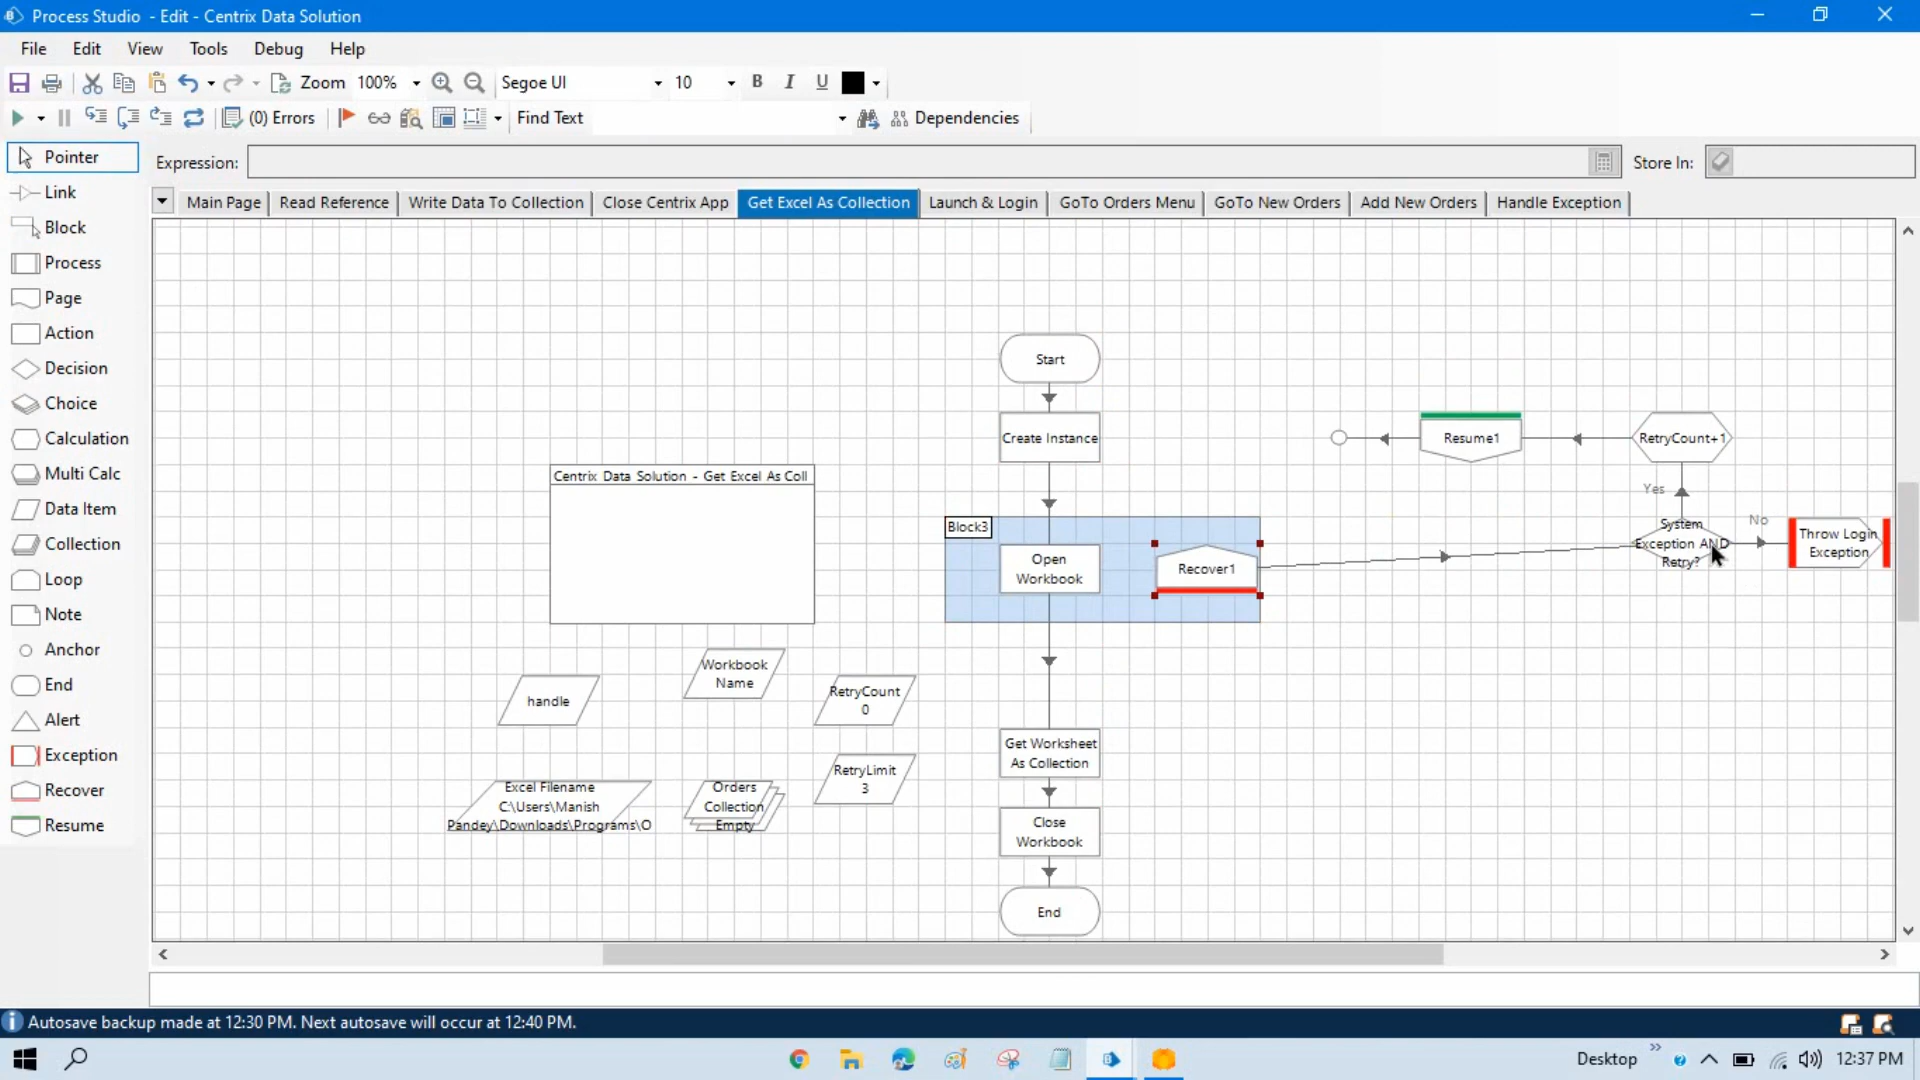 Process Studio - Edit - Centrix Data Solution
File Edit View Tools Debug Help
Zoom 100% Segoe UI 10 B I U
(0) Errors Find Text Dependencies
Pointer
Link
Block
Process
Page
Action
Decision
Choice
Calculation
Multi Calc
Data Item
Collection
Loop
Note
Anchor
End
Alert
Exception
Recover
Resume
Expression:
Store In:
Main Page Read Reference Write Data To Collection Close Centrix App Get Excel As Collection Launch & Login GoTo Orders Menu GoTo New Orders Add New Orders Handle Exception
Start
Create Instance
Resume1
RetryCount+1
Centrix Data Solution - Get Excel As Coll
Yes
Block3
Open
Workbook
Recover1
System
Exception AND
Retry?
No
Throw Login
Exception
handle
Workbook
Name
RetryCount
0
RetryLimit
3
Excel Filename
C:\Users\Manish
Pandey\Downloads\Programs\O
Orders
Collection
Empty
Get Worksheet
As Collection
Close
Workbook
End
Autosave backup made at 12:30 PM. Next autosave will occur at 12:40 PM.
Desktop
12:37 PM